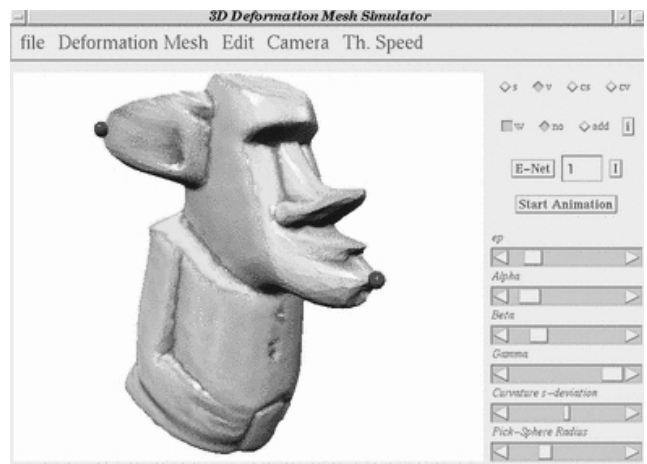 3D Deformation Mesh Simulator
file Deformation Mesh Edit Camera Th. Speed
s v cs cv
w no add i
E-Net 1 I
Start Animation
ep
Alpha
Beta
Gamma
Curvature s-deviation
Pick-Sphere Radius